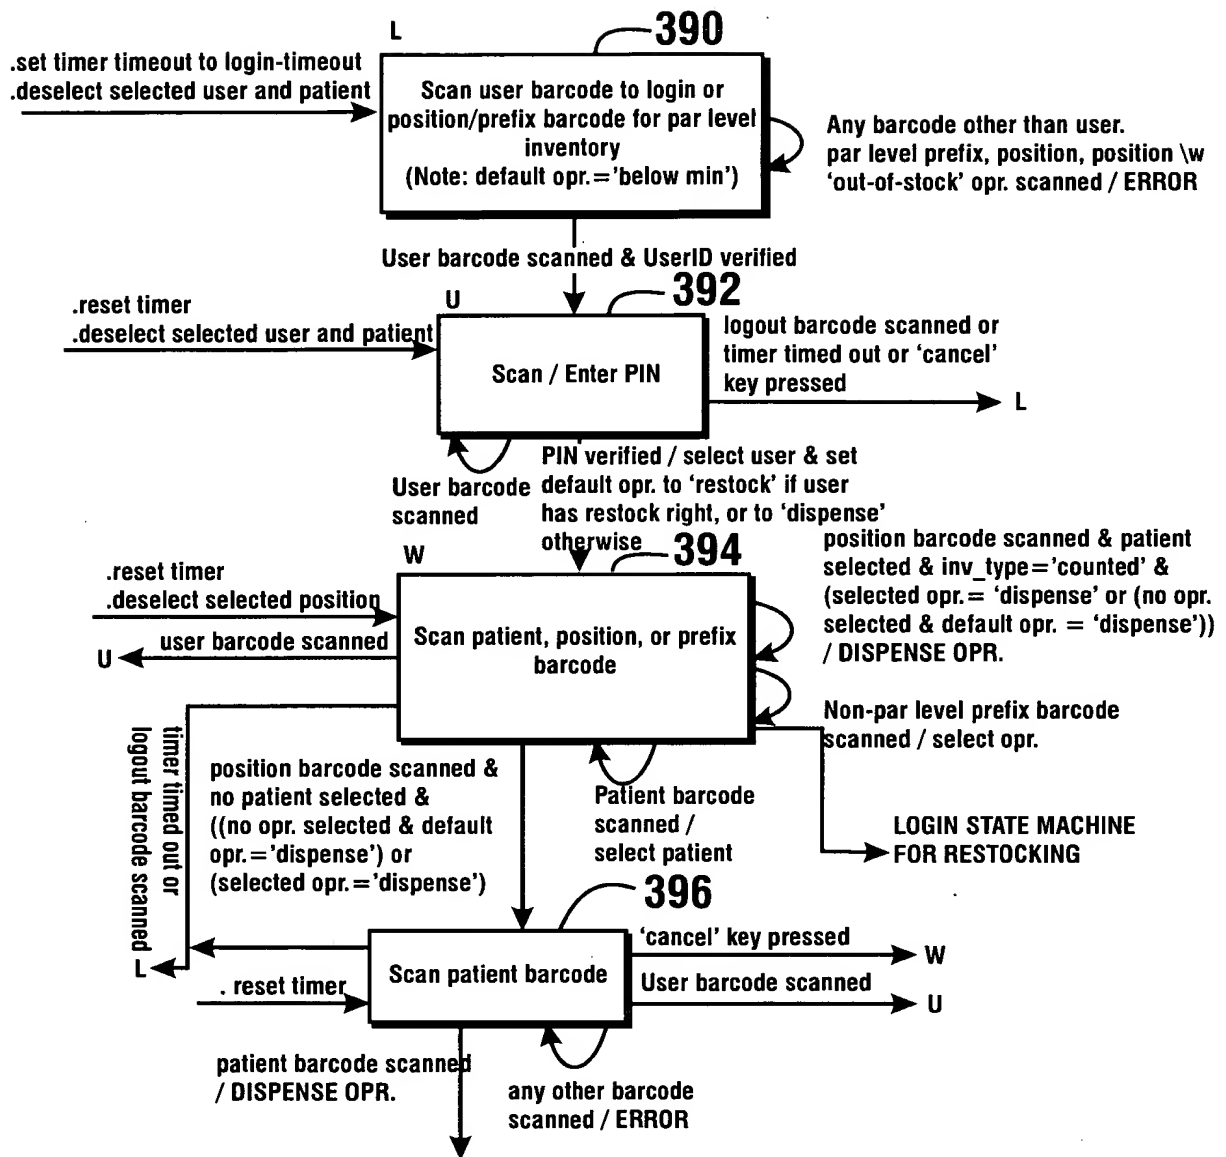 L
390
.set timer timeout to login-timeout
.deselect selected user and patient
Scan user barcode to login or
position/prefix barcode for par level
inventory
(Note: default opr.='below min')
Any barcode other than user.
par level prefix, position, position \w
'out-of-stock' opr. scanned / ERROR
User barcode scanned & UserID verified
U
392
.reset timer
.deselect selected user and patient
Scan / Enter PIN
logout barcode scanned or
timer timed out or 'cancel'
key pressed
L
User barcode
scanned
PIN verified / select user & set
default opr. to 'restock' if user
has restock right, or to 'dispense'
otherwise
W
394
.reset timer
.deselect selected position
user barcode scanned
U
Scan patient, position, or prefix
barcode
position barcode scanned & patient
selected & inv_type='counted' &
(selected opr.= 'dispense' or (no opr.
selected & default opr. = 'dispense'))
/ DISPENSE OPR.
Non-par level prefix barcode
scanned / select opr.
timer timed out or
logout barcode scanned
L
position barcode scanned &
no patient selected &
((no opr. selected & default
opr.='dispense') or
(selected opr.='dispense')
Patient barcode
scanned /
select patient
LOGIN STATE MACHINE
FOR RESTOCKING
396
Scan patient barcode
'cancel' key pressed
W
User barcode scanned
U
. reset timer
patient barcode scanned
/ DISPENSE OPR.
any other barcode
scanned / ERROR